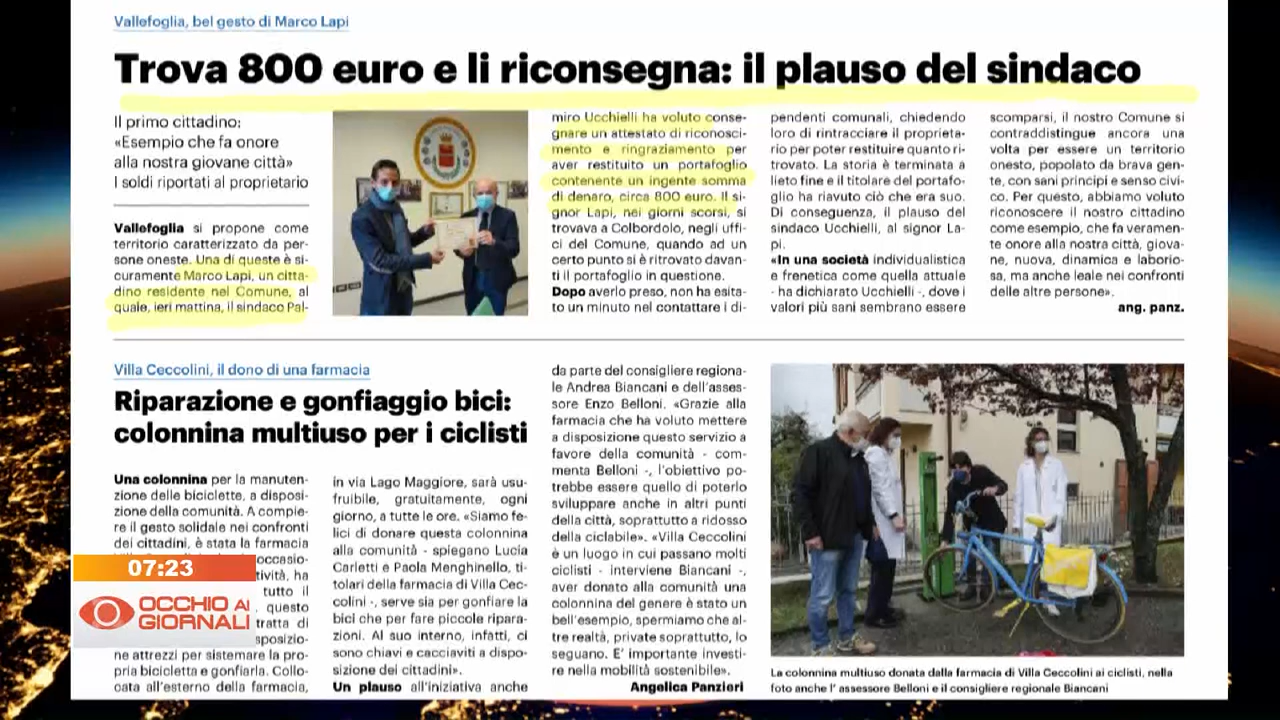 Vallefoglia, bel gesto di Marco Lapi
Trova 800 euro e li riconsegna: il plauso del sindaco
Il primo cittadino:
«Esempio che fa onore
alla nostra giovane città»
I soldi riportati al proprietario
Vallefoglia si propone come
territorio caratterizzato da per-
sone oneste. Una di queste è si-
curamente Marco Lapi, un citta-
dino residente nel Comune, al
quale, ieri mattina, il sindaco Pal-
miro Ucchielli ha voluto conse-
gnare un attestato di riconosci-
mento e ringraziamento per
aver restituito un portafoglio
contenente un ingente somma
di denaro, circa 800 euro. Il si-
gnor Lapi, nei giorni scorsi, si
trovava a Colbordolo, negli uffi-
ci del Comune, quando ad un
certo punto si è ritrovato davan-
ti il portafoglio in questione.
Dopo averlo preso, non ha esita-
to un minuto nel contattare i di-
pendenti comunali, chiedendo
loro di rintracciare il proprieta-
rio per poter restituire quanto ri-
trovato. La storia è terminata a
lieto fine e il titolare del portafo-
glio ha riavuto ciò che era suo.
Di conseguenza, il plauso del
sindaco Ucchielli, al signor La-
pi.
«In una società individualistica
e frenetica come quella attuale
- ha dichiarato Ucchielli -, dove i
valori più sani sembrano essere
scomparsi, il nostro Comune si
contraddistingue ancora una
volta per essere un territorio
onesto, popolato da brava gen-
te, con sani principi e senso civi-
co. Per questo, abbiamo voluto
riconoscere il nostro cittadino
come esempio, che fa veramen-
te onore alla nostra città, giova-
ne, nuova, dinamica e laborio-
sa, ma anche leale nei confronti
delle altre persone».
ang. panz.
Villa Ceccolini, il dono di una farmacia
Riparazione e gonfiaggio bici:
colonnina multiuso per i ciclisti
Una colonnina per la manuten-
zione delle biciclette, a disposi-
zione della comunità. A compie-
re il gesto solidale nei confronti
dei cittadini, è stata la farmacia
occasio-
tività, ha
tutto il
, questo
tratta di
sposizio-
ne attrezzi per sistemare la pro-
pria bicicletta e gonfiarla. Collo-
cata all'esterno della farmacia,
in via Lago Maggiore, sarà usu-
fruibile, gratuitamente, ogni
giorno, a tutte le ore. «Siamo fe-
lici di donare questa colonnina
alla comunità - spiegano Lucia
Carletti e Paola Menghinello, ti-
tolari della farmacia di Villa Cec-
colini -, serve sia per gonfiare la
bici che per fare piccole ripara-
zioni. Al suo interno, infatti, ci
sono chiavi e cacciaviti a dispo-
sizione dei cittadini».
Un plauso all'iniziativa anche
da parte del consigliere regiona-
le Andrea Biancani e dell'asses-
sore Enzo Belloni. «Grazie alla
farmacia che ha voluto mettere
a disposizione questo servizio a
favore della comunità - com-
menta Belloni -, l'obiettivo po-
trebbe essere quello di poterlo
sviluppare anche in altri punti
della città, soprattutto a ridosso
della ciclabile». «Villa Ceccolini
è un luogo in cui passano molti
ciclisti - interviene Biancani -,
aver donato alla comunità una
colonnina del genere è stato un
bell'esempio, spermiamo che al-
tre realtà, private soprattutto, lo
seguano. E' importante investi-
re nella mobilità sostenibile».
Angelica Panzieri
La colonnina multiuso donata dalla farmacia di Villa Ceccolini ai ciclisti, nella
foto anche l' assessore Belloni e il consigliere regionale Biancani
07:23
OCCHIO AI
GIORNALI